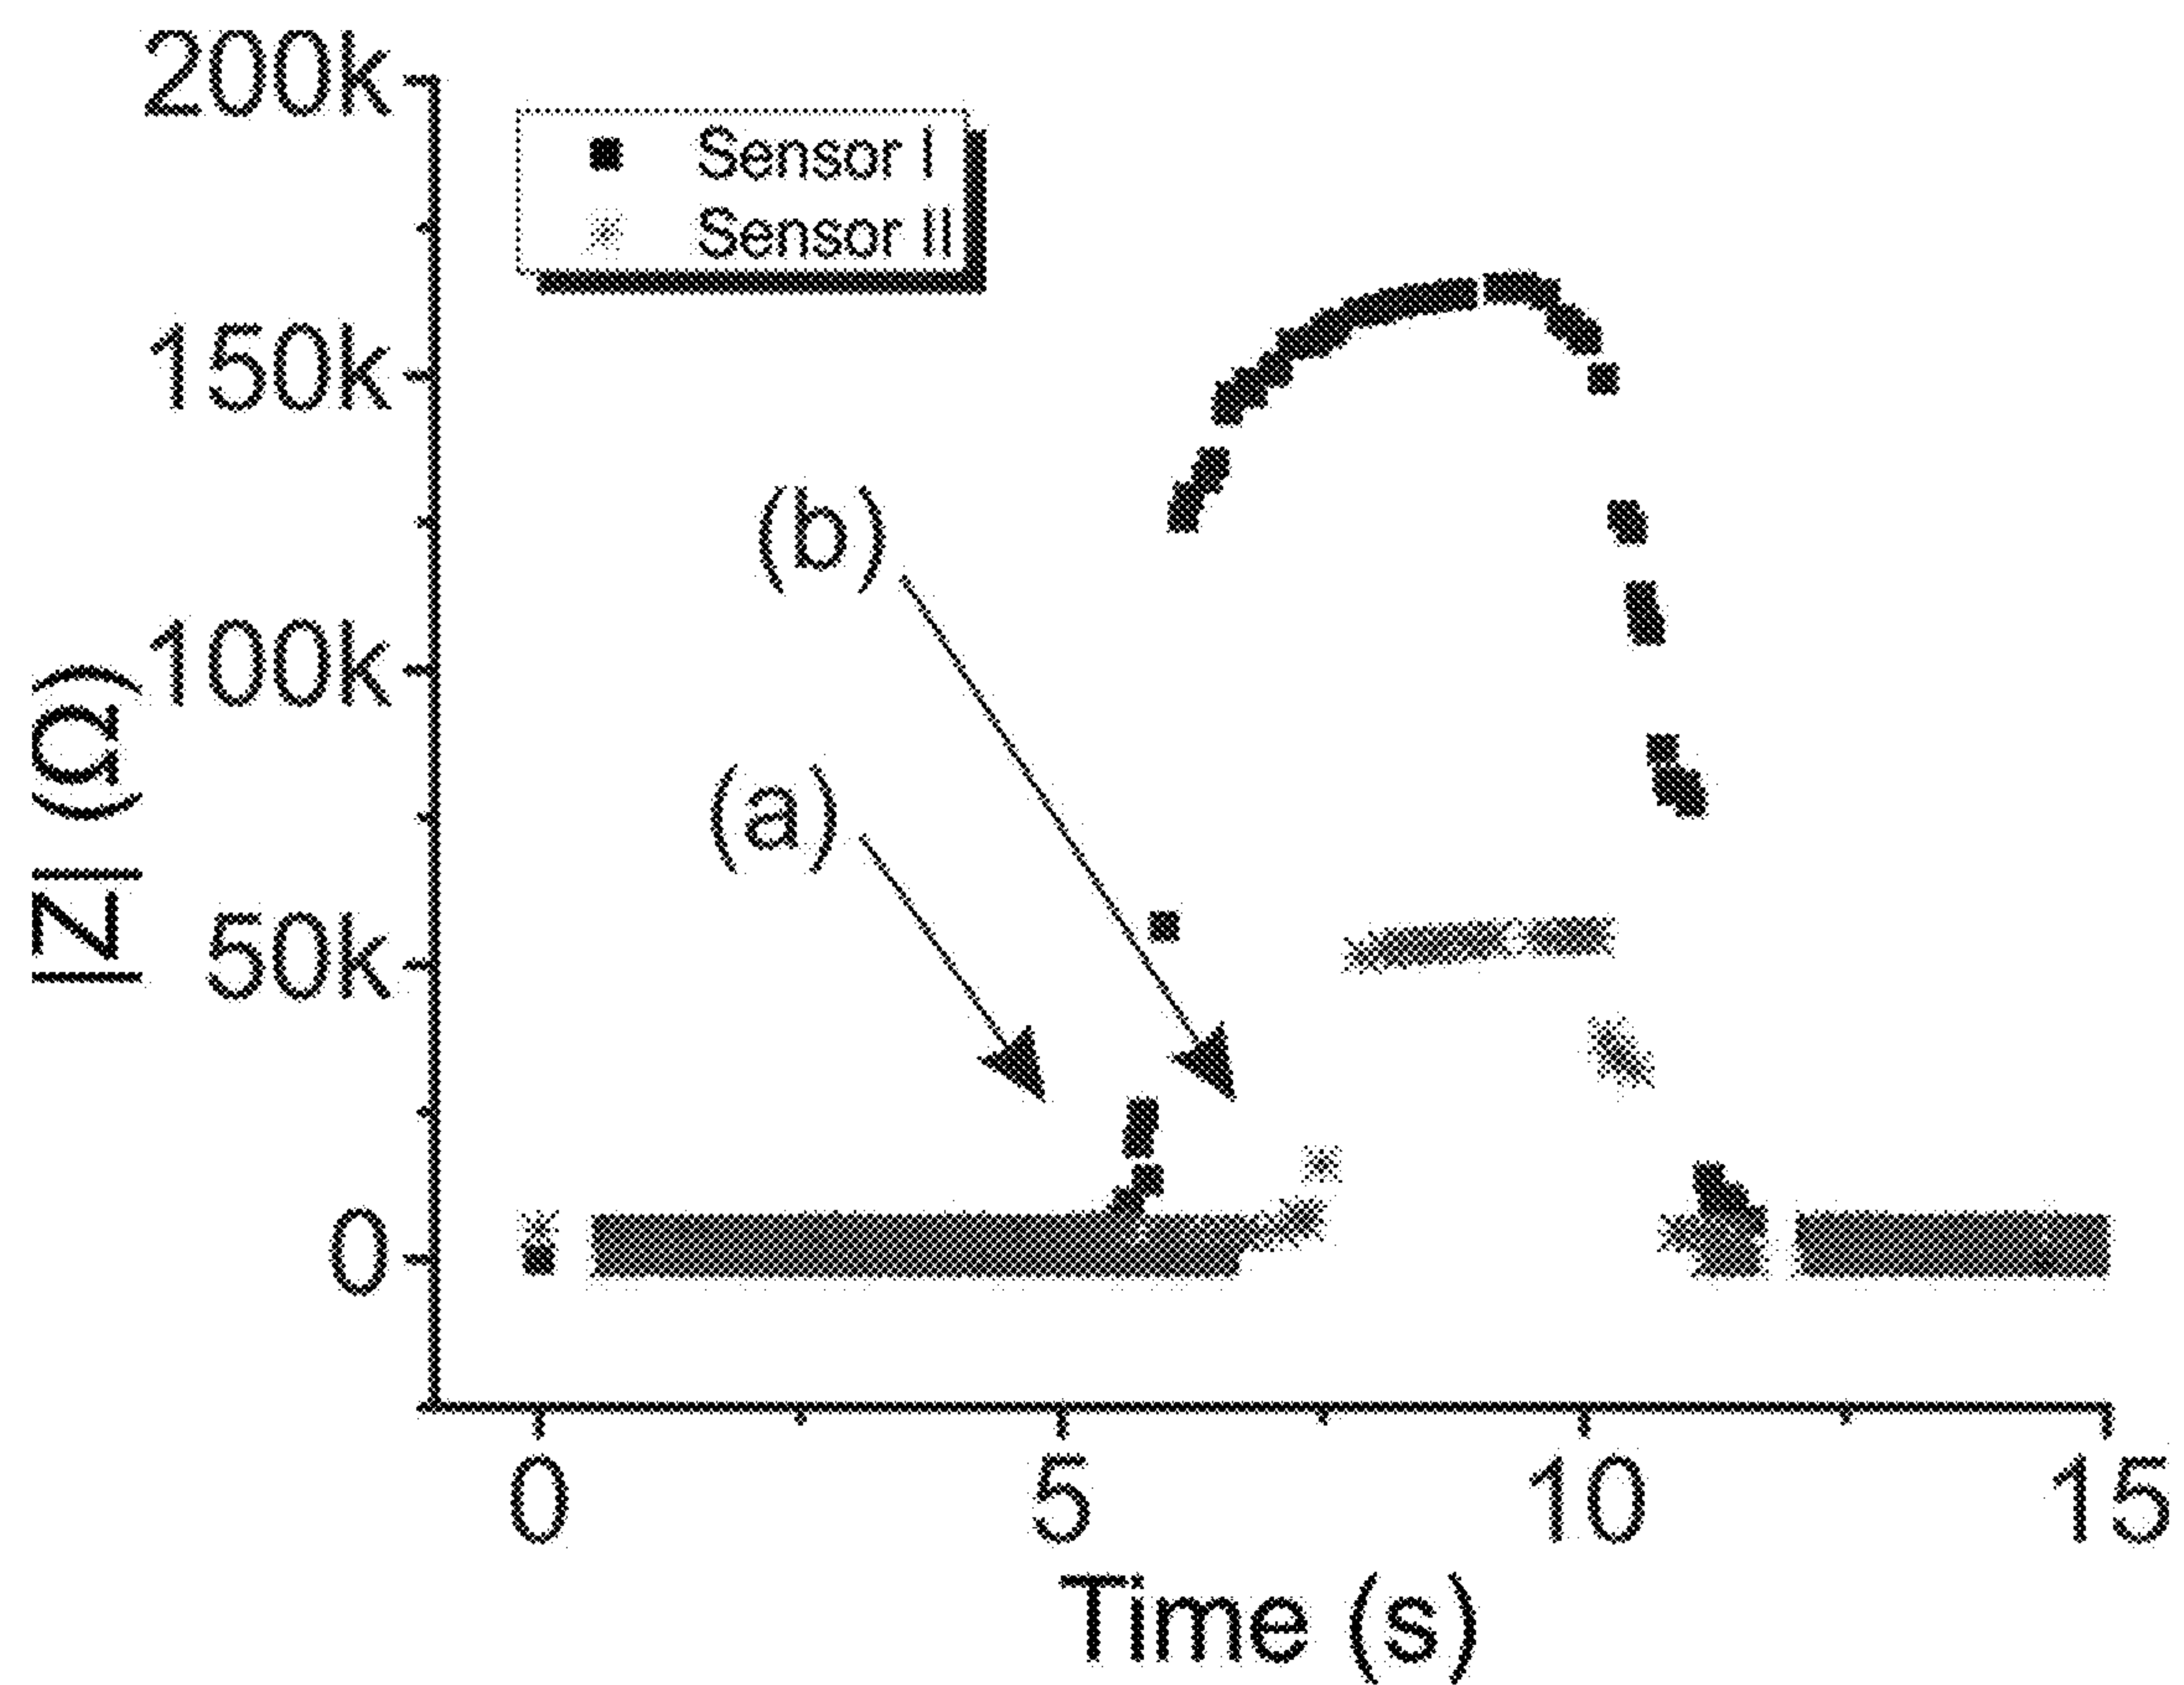 200k
150k
100k
50k
0
|Z| (Ω)
Sensor I
Sensor II
(b)
(a)
0 5 10 15
Time (s)